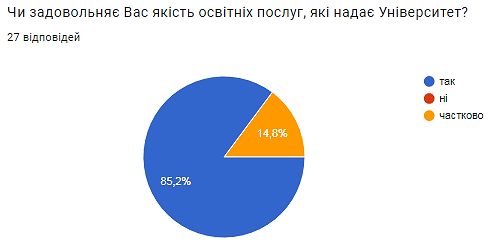 Чи задовольняє Вас якість освітніх послуг, які надає Університет?
27 відповідей
так
ні
частково
14,8%
85,2%